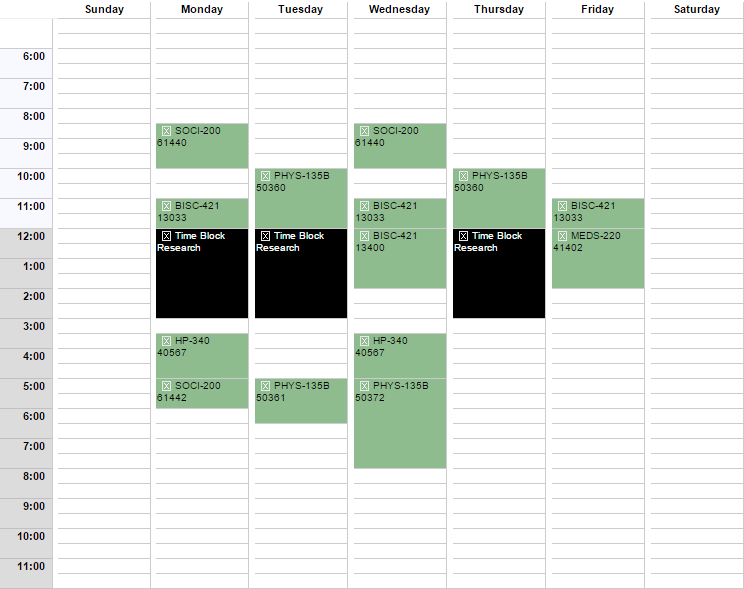 Sunday Monday Tuesday Wednesday Thursday Friday Saturday
6:00
7:00
8:00
SOCI-200 SOCI-200
61440 61440
9:00
10:00 PHYS-135B PHYS-135B
50360 50360
11:00 BISC-421 BISC-421 BISC-421
13033 13033 13033
12:00 Time Block Time Block BISC-421 Time Block MEDS-220
Research Research 13400 Research 41402
1:00
2:00
3:00
HP-340 HP-340
40567 40567
4:00
5:00 SOCI-200 PHYS-135B PHYS-135B
61442 50361 50372
6:00
7:00
8:00
9:00
10:00
11:00